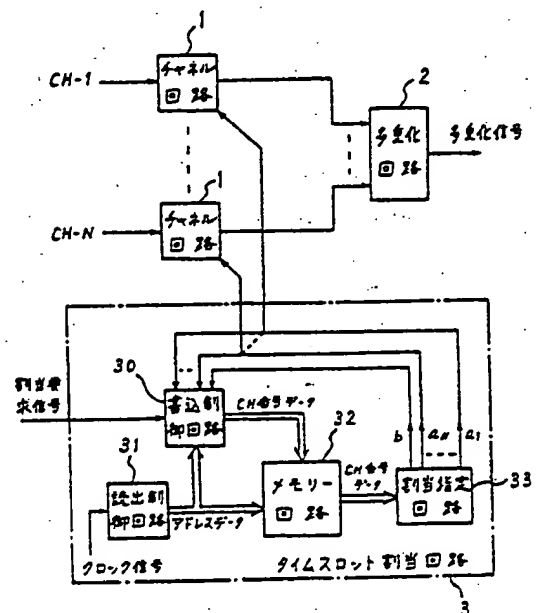 1
CH-1
チャネル
回路
2
多重化
回路
多重化信号
1
CH-N
チャネル
回路
割当要
求信号
30
書込制
御回路
CH番号データ
32
31
読出制
御回路
アドレスデータ
メモリー
回路
CH番号
データ
b
aN
a1
割当指定
回路
33
クロック信号
タイムスロット割当回路
3